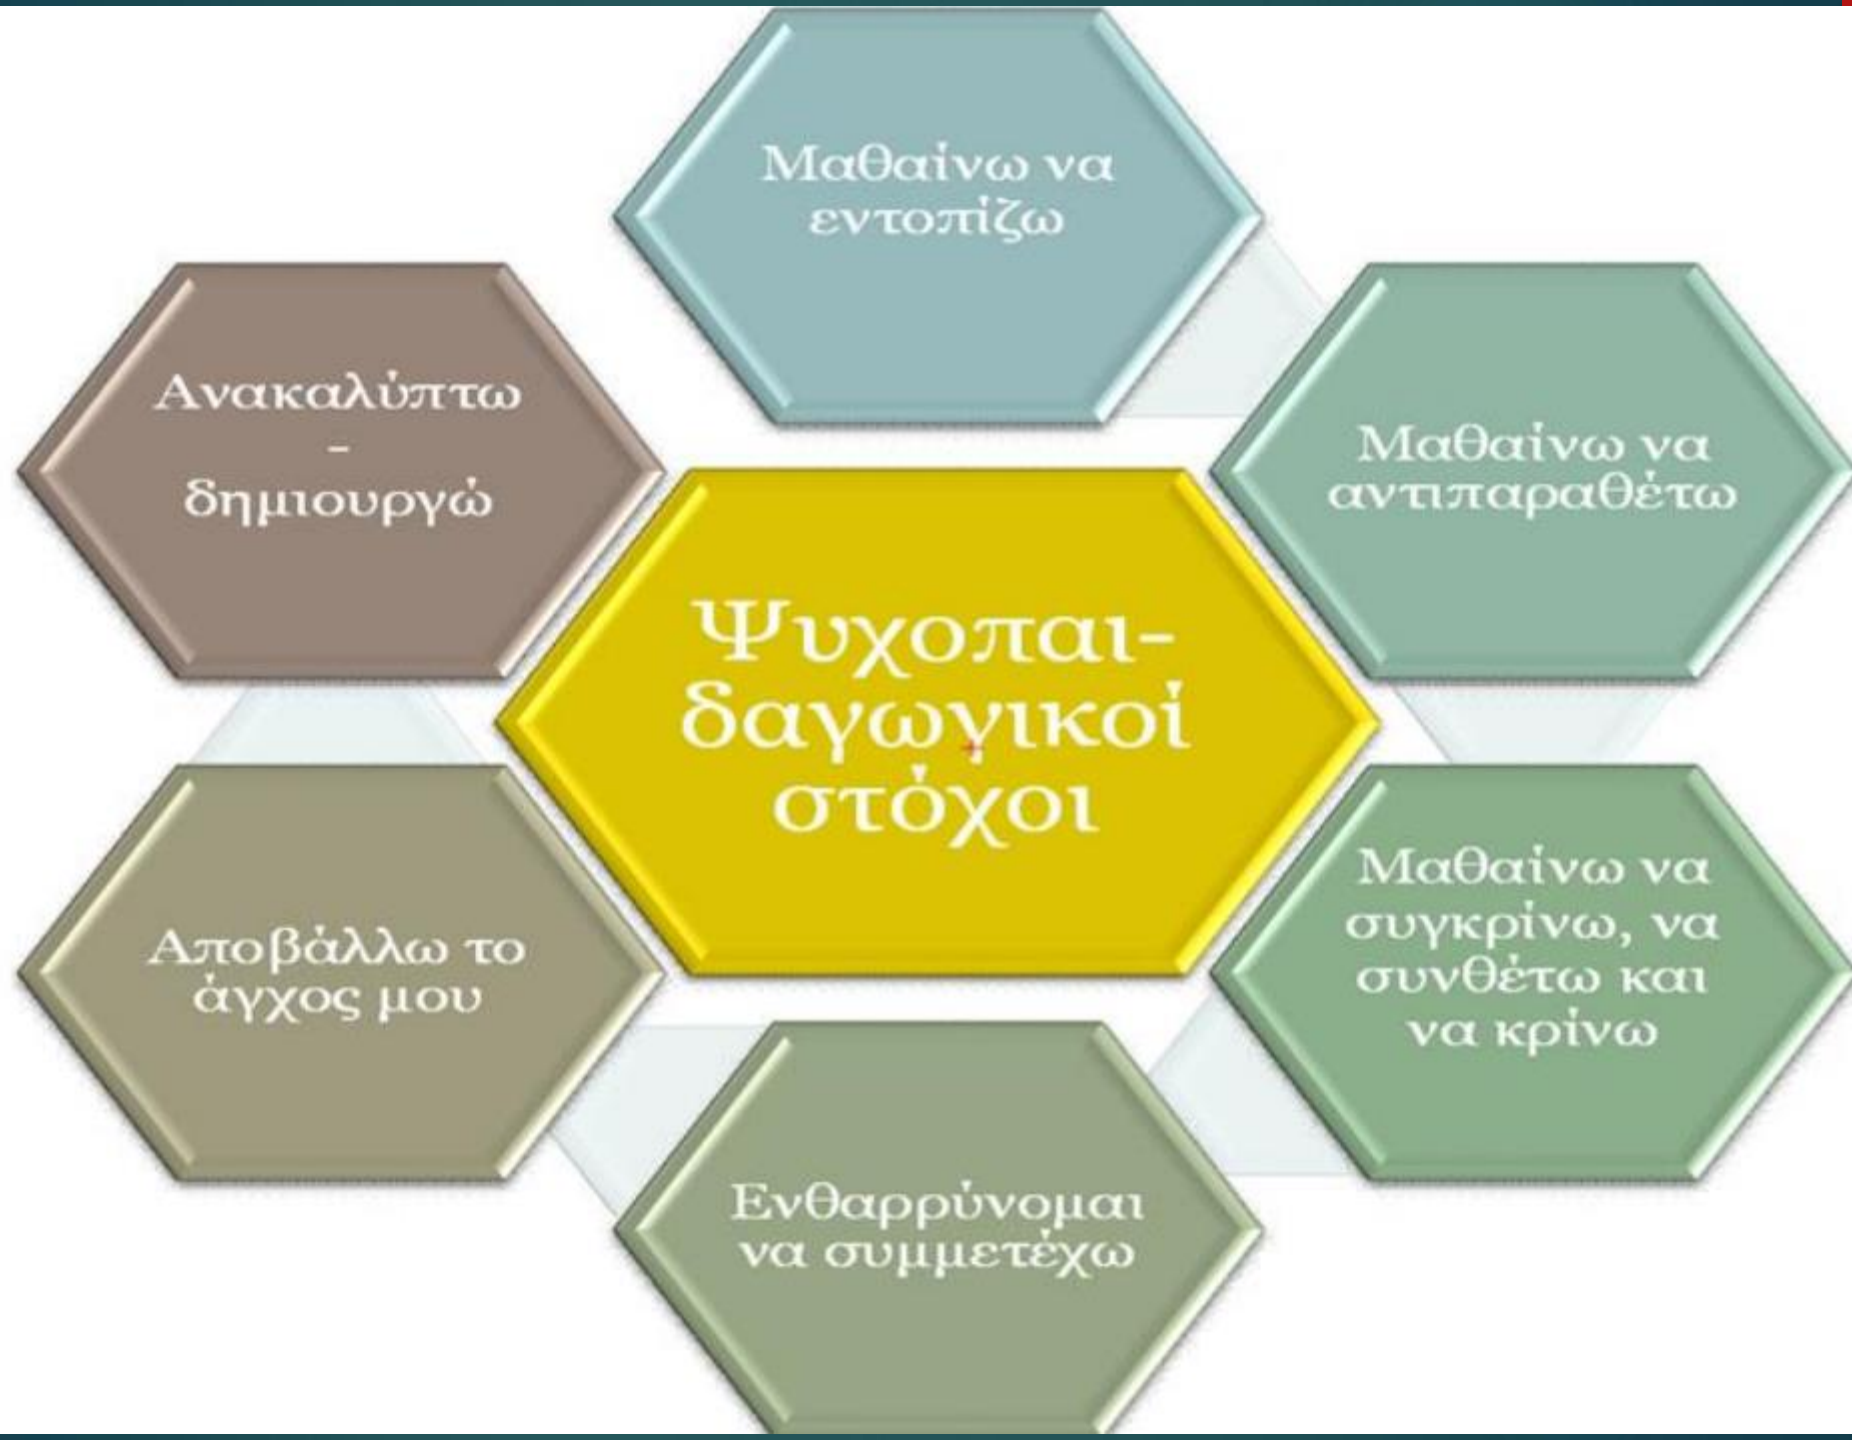 Μαθαίνω να
εντοπίζω
Ανακαλύπτω
-
δημιουργώ
Μαθαίνω να
αντιπαραθέτω
Ψυχοπαι-
δαγωγικοί
στόχοι
Αποβάλλω το
άγχος μου
Μαθαίνω να
συγκρίνω, να
συνθέτω και
να κρίνω
Ενθαρρύνομαι
να συμμετέχω